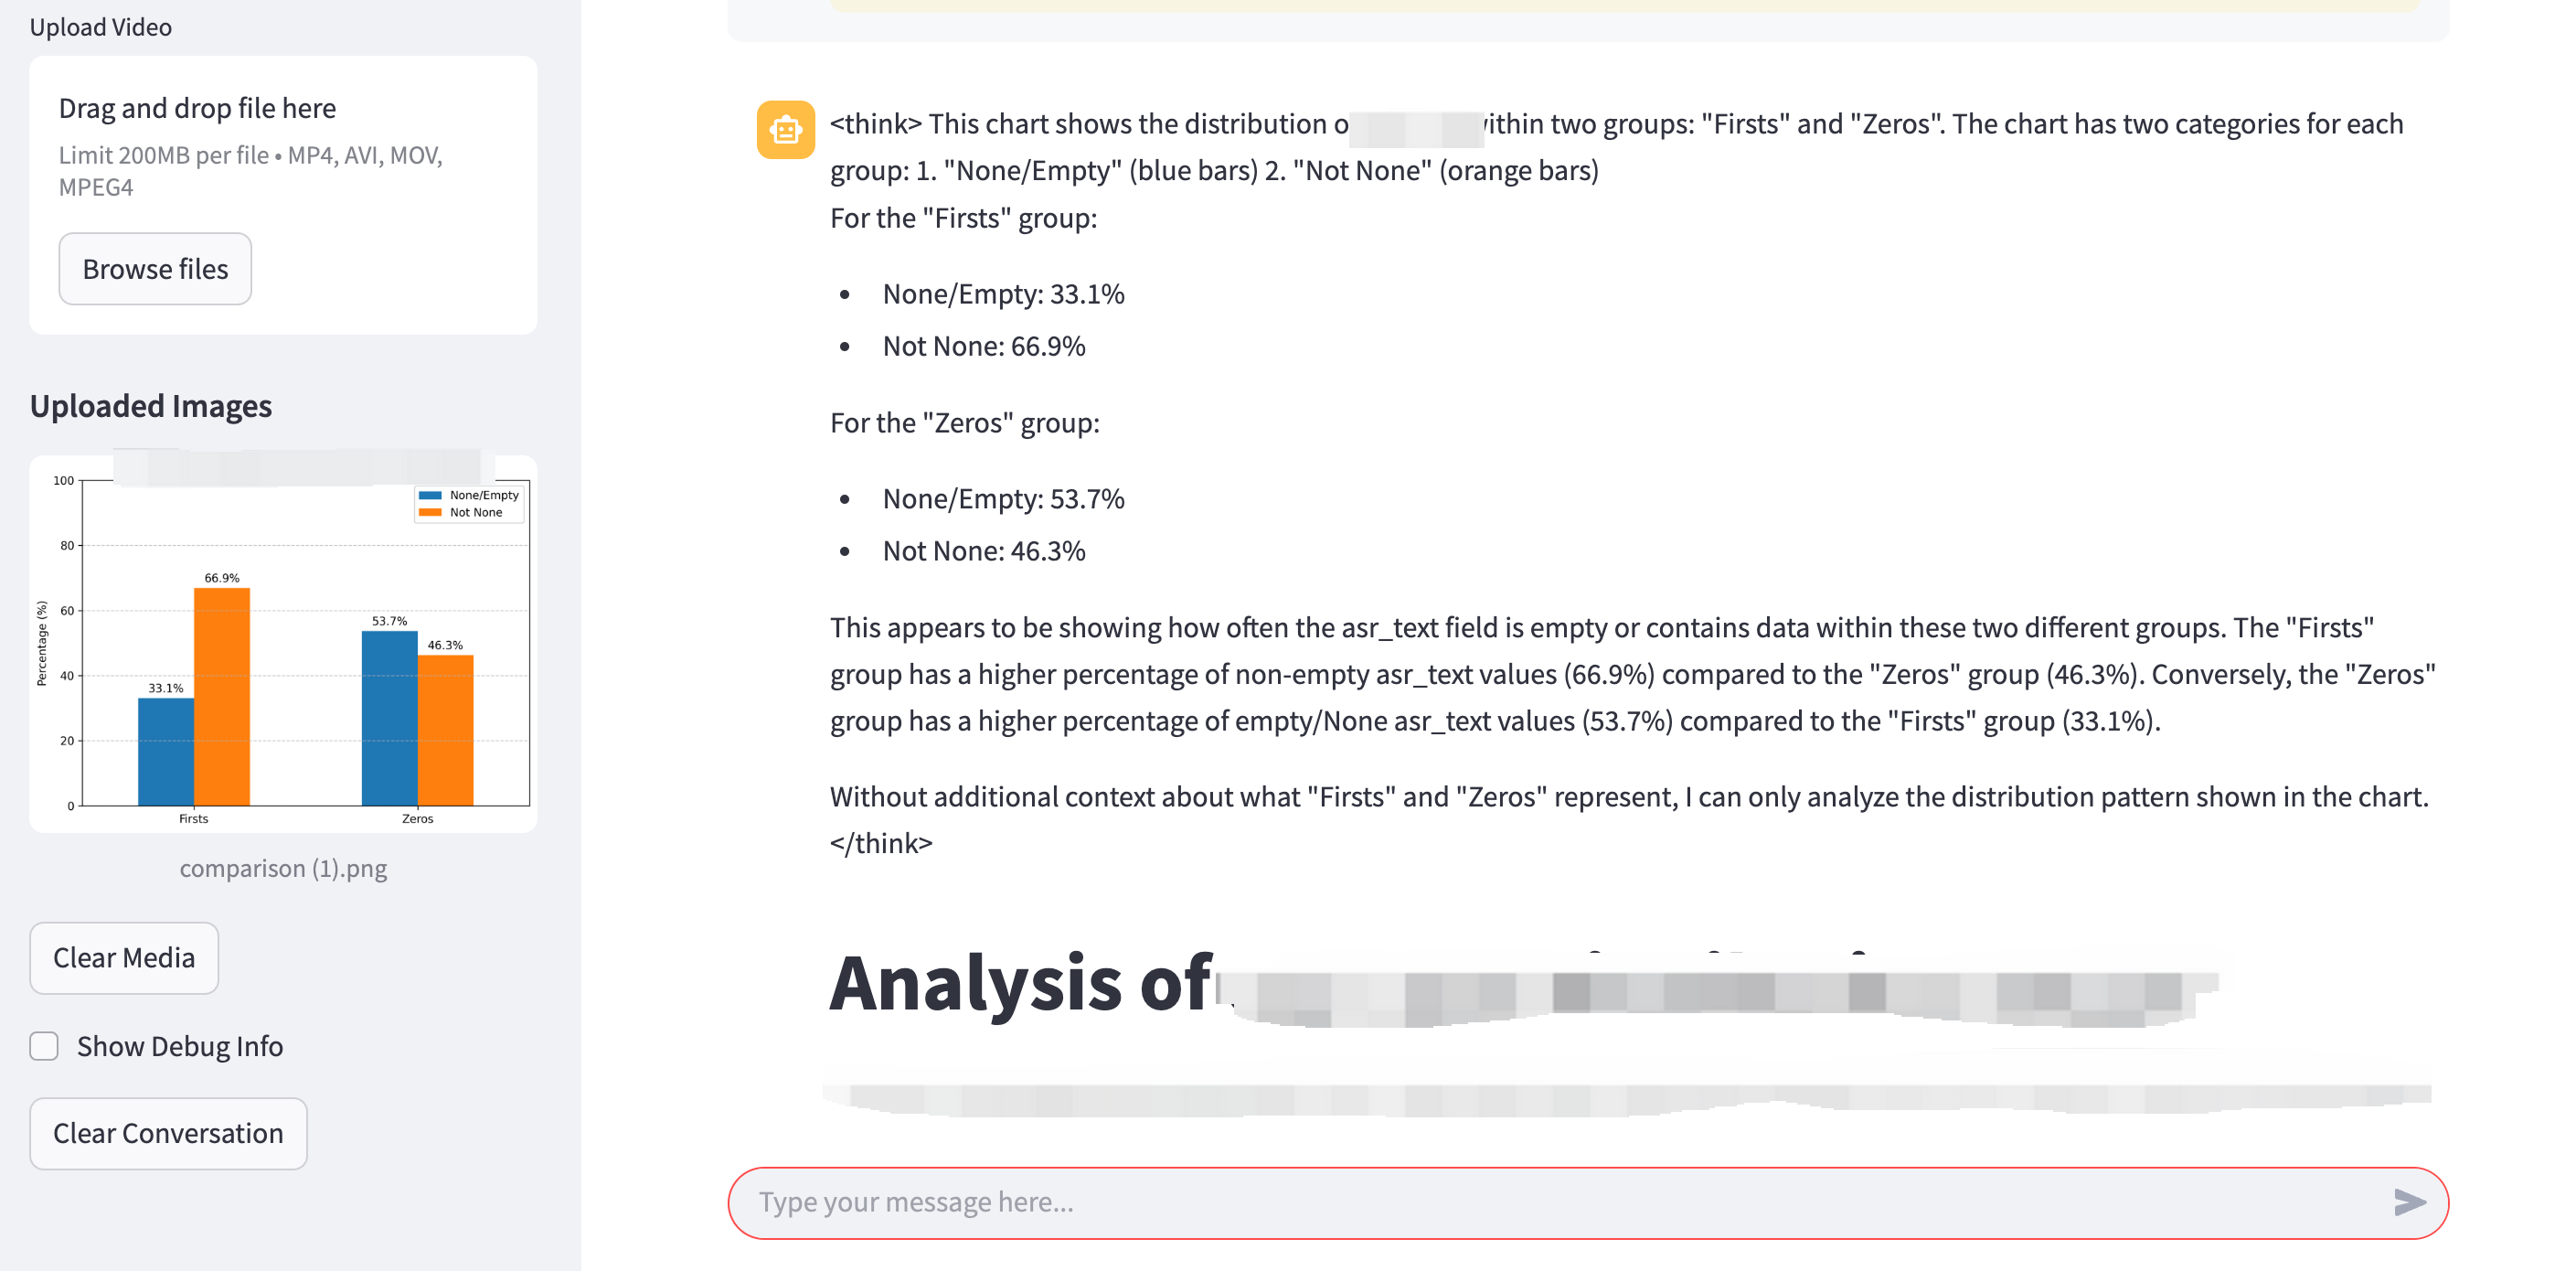 Upload Video
Drag and drop file here
Limit 200MB per file • MP4, AVI, MOV,
MPEG4
Browse files
Uploaded Images
100
80
60
40
20
0
Percentage (%)
None/Empty
Not None
33.1%
66.9%
53.7%
46.3%
Firsts
Zeros
comparison (1).png
Clear Media
Show Debug Info
Clear Conversation
<think> This chart shows the distribution two groups: "Firsts" and "Zeros". The chart has two categories for each
group: 1. "None/Empty" (blue bars) 2. "Not None" (orange bars)
For the "Firsts" group:
• None/Empty: 33.1%
• Not None: 66.9%
For the "Zeros" group:
• None/Empty: 53.7%
• Not None: 46.3%
This appears to be showing how often the asr_text field is empty or contains data within these two different groups. The "Firsts"
group has a higher percentage of non-empty asr_text values (66.9%) compared to the "Zeros" group (46.3%). Conversely, the "Zeros"
group has a higher percentage of empty/None asr_text values (53.7%) compared to the "Firsts" group (33.1%).
Without additional context about what "Firsts" and "Zeros" represent, I can only analyze the distribution pattern shown in the chart.
</think>
Analysis of
Type your message here...